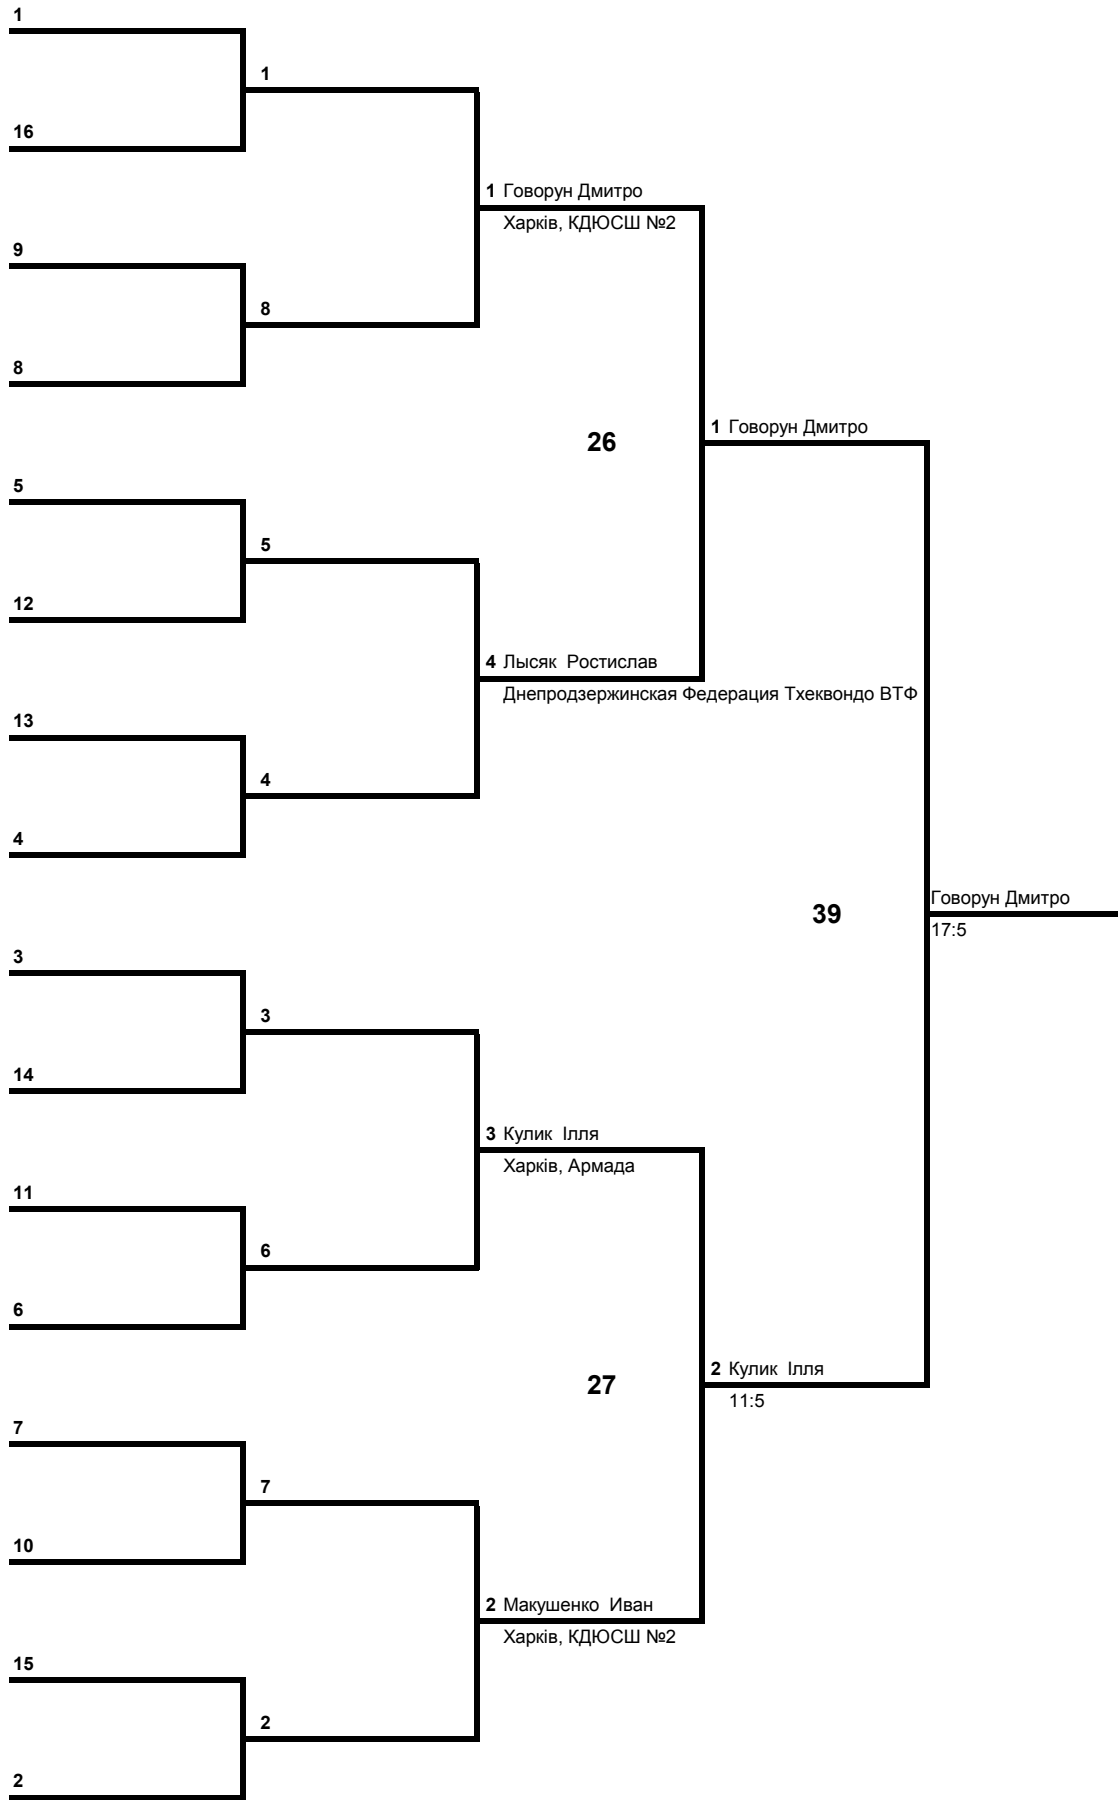 1
1
16
1 Говорун Дмитро
Харків, КДЮСШ №2
9
8
8
1 Говорун Дмитро
26
5
5
12
4 Лысяк Ростислав
Днепродзержинская Федерация Тхеквондо ВТФ
13
4
4
Говорун Дмитро
39
17:5
3
3
14
3 Кулик Ілля
Харків, Армада
11
6
6
2 Кулик Ілля
27
11:5
7
7
10
2 Макушенко Иван
Харків, КДЮСШ №2
15
2
2